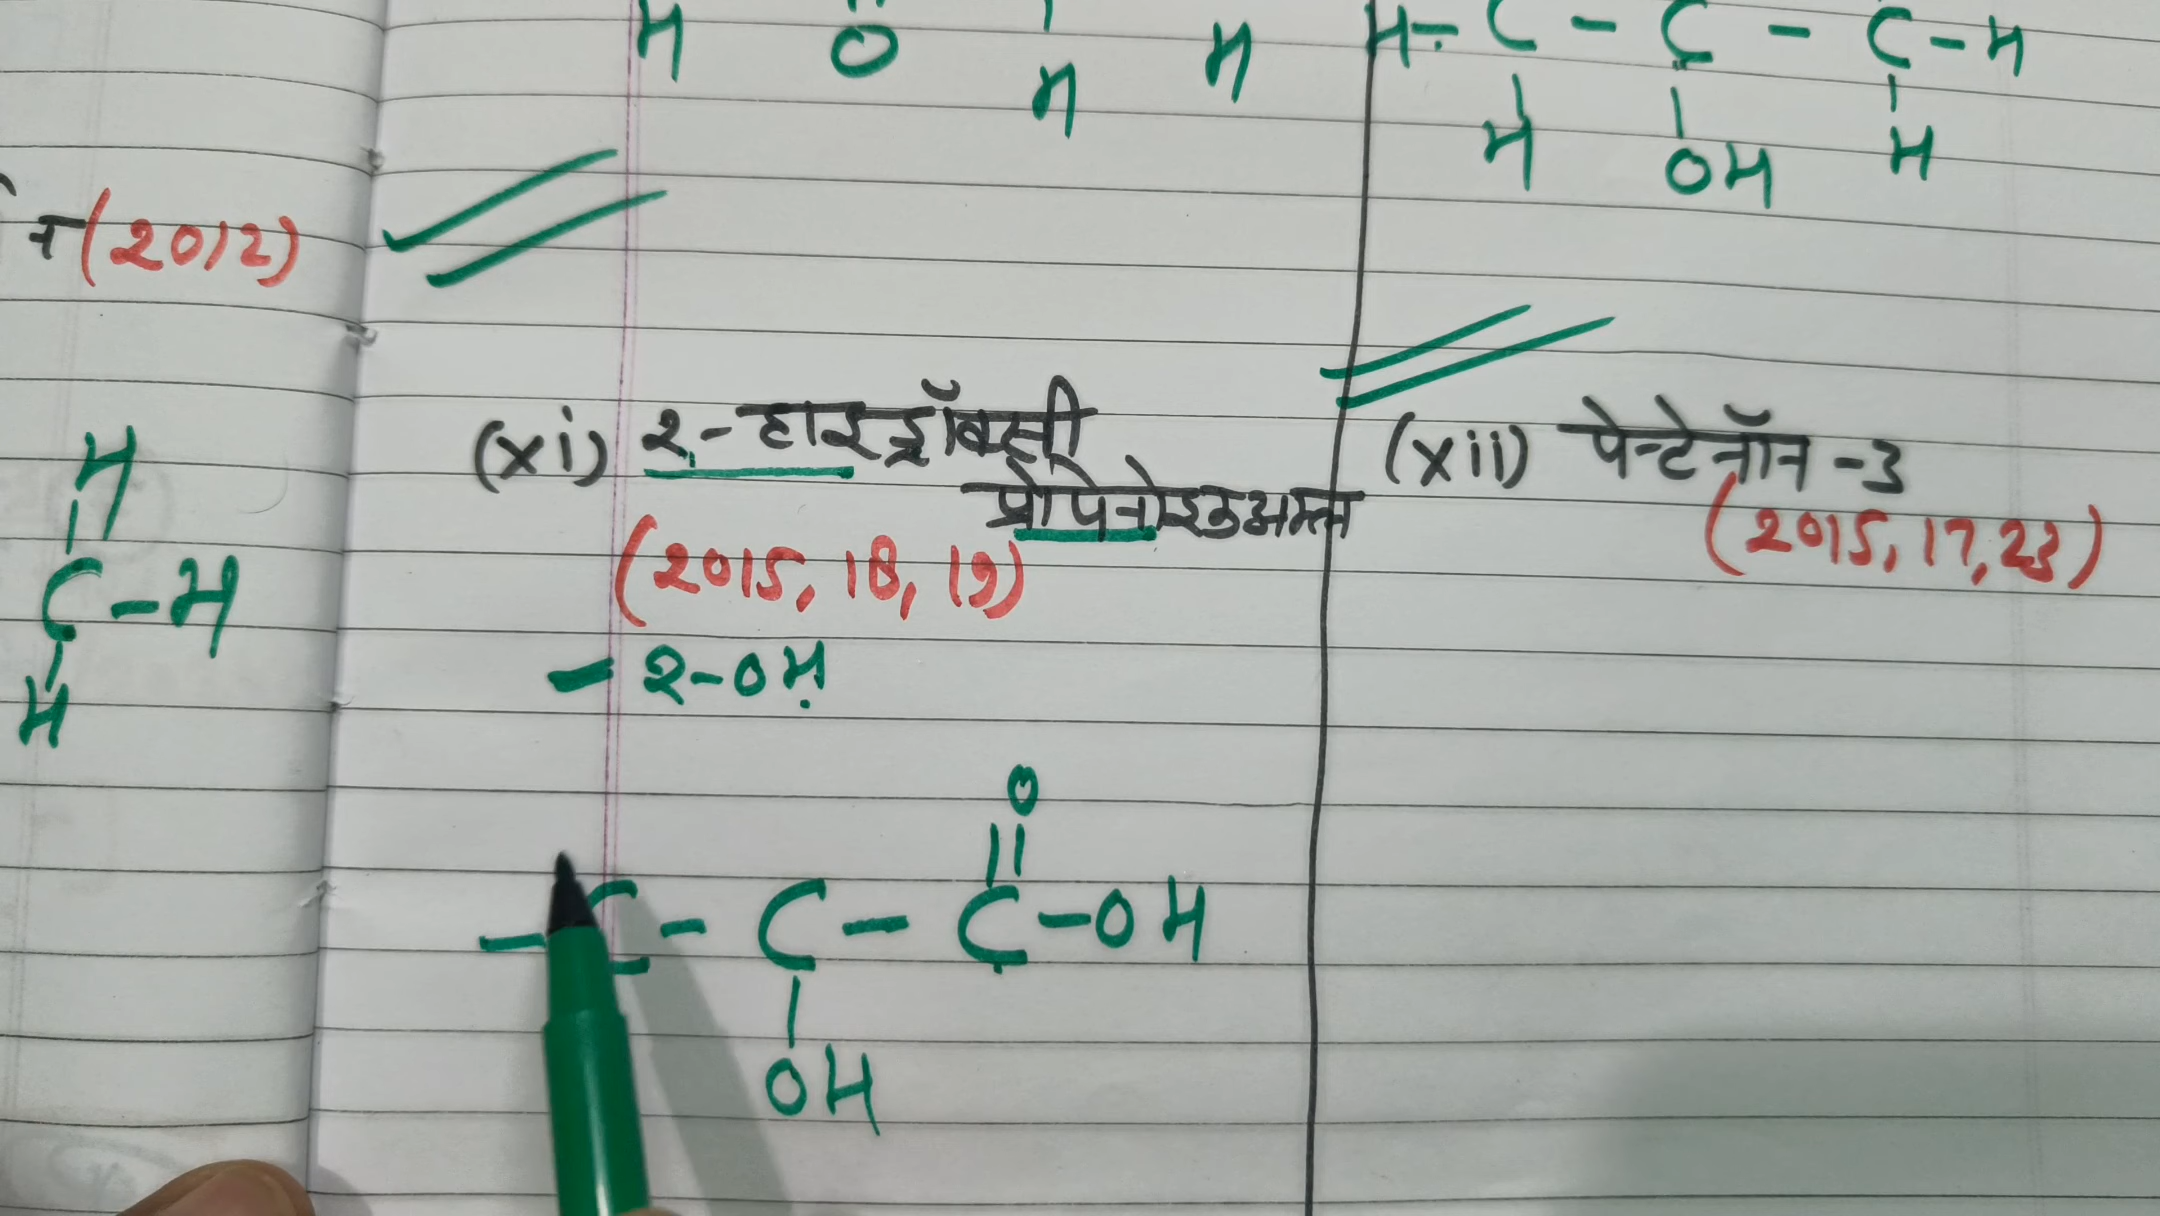 H O H H
H- C - C - C - H
H OH H
न (2012)
H
C - H
H
(xi) 2-हाइड्रॉक्सी
प्रोपेनोइकअम्ल
(2015, 18, 19)
- 2-OH
O
- C - C - C - OH
OH
(xii) पेन्टेनॉन -3
(2015, 17, 23)